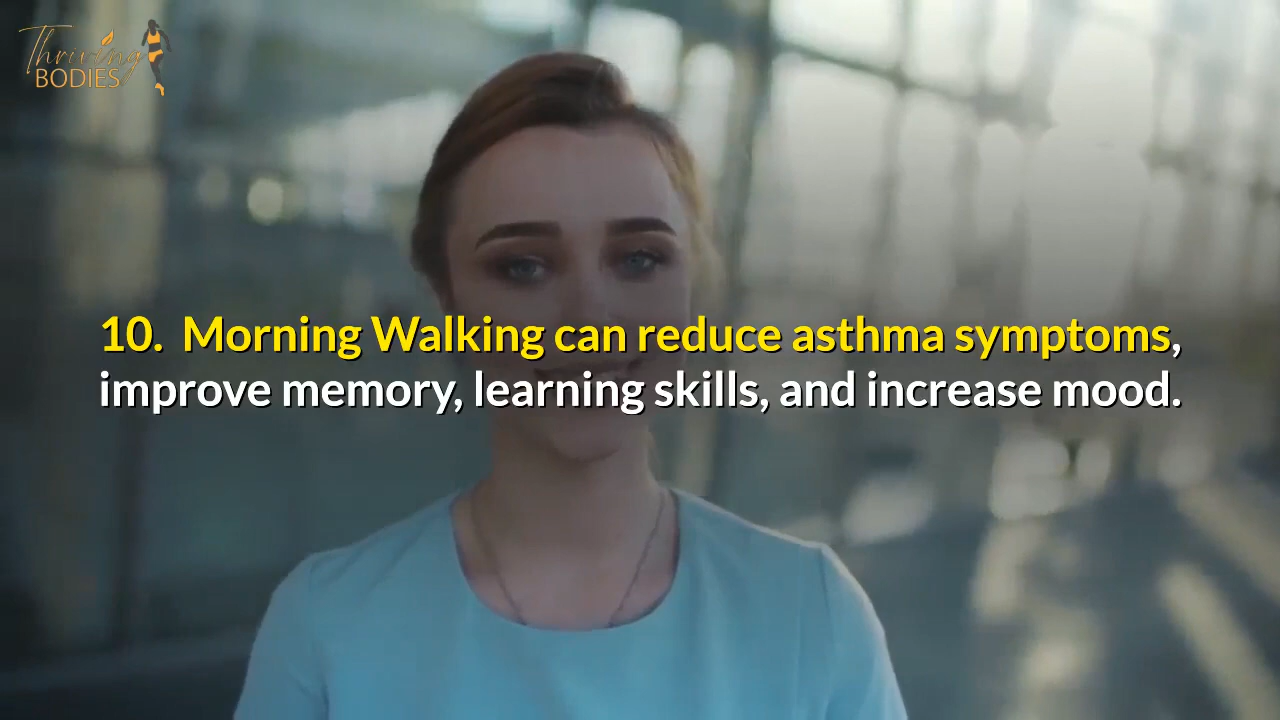 Thriving
BODIES
10. Morning Walking can reduce asthma symptoms,
improve memory, learning skills, and increase mood.